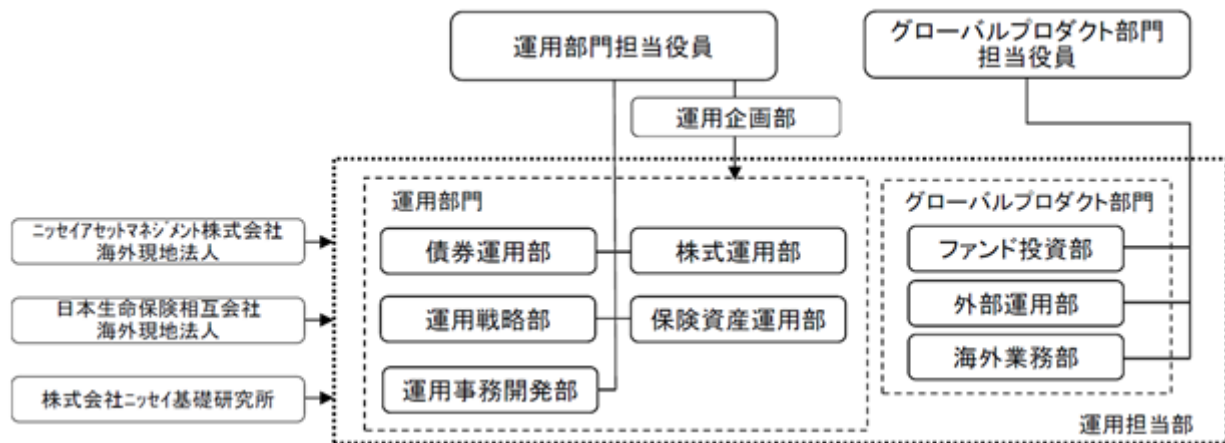 運用部門担当役員
グローバルプロダクト部門
担当役員
運用企画部
運用部門
グローバルプロダクト部門
ニッセイアセットマネジメント株式会社
海外現地法人
債券運用部
株式運用部
ファンド投資部
日本生命保険相互会社
海外現地法人
運用戦略部
保険資産運用部
外部運用部
海外業務部
株式会社ニッセイ基礎研究所
運用事務開発部
運用担当部